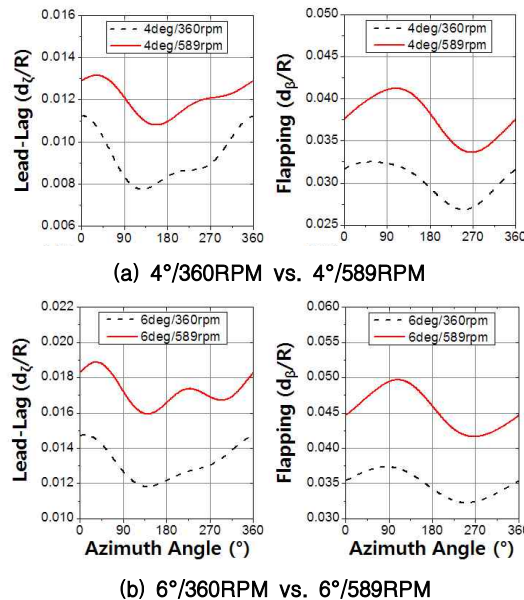 0.016
0.014
0.012
0.010
0.008
0.006
Lead-Lag (dζ/R)
4deg/360rpm
4deg/589rpm
0 90 180 270 360
0.050
0.045
0.040
0.035
0.030
0.025
Flapping (dβ/R)
4deg/360rpm
4deg/589rpm
0 90 180 270 360
(a) 4°/360RPM vs. 4°/589RPM
0.022
0.020
0.018
0.016
0.014
0.012
0.010
Lead-Lag (dζ/R)
6deg/360rpm
6deg/589rpm
0 90 180 270 360
Azimuth Angle (°)
0.060
0.055
0.050
0.045
0.040
0.035
0.030
Flapping (dβ/R)
6deg/360rpm
6deg/589rpm
0 90 180 270 360
Azimuth Angle (°)
(b) 6°/360RPM vs. 6°/589RPM